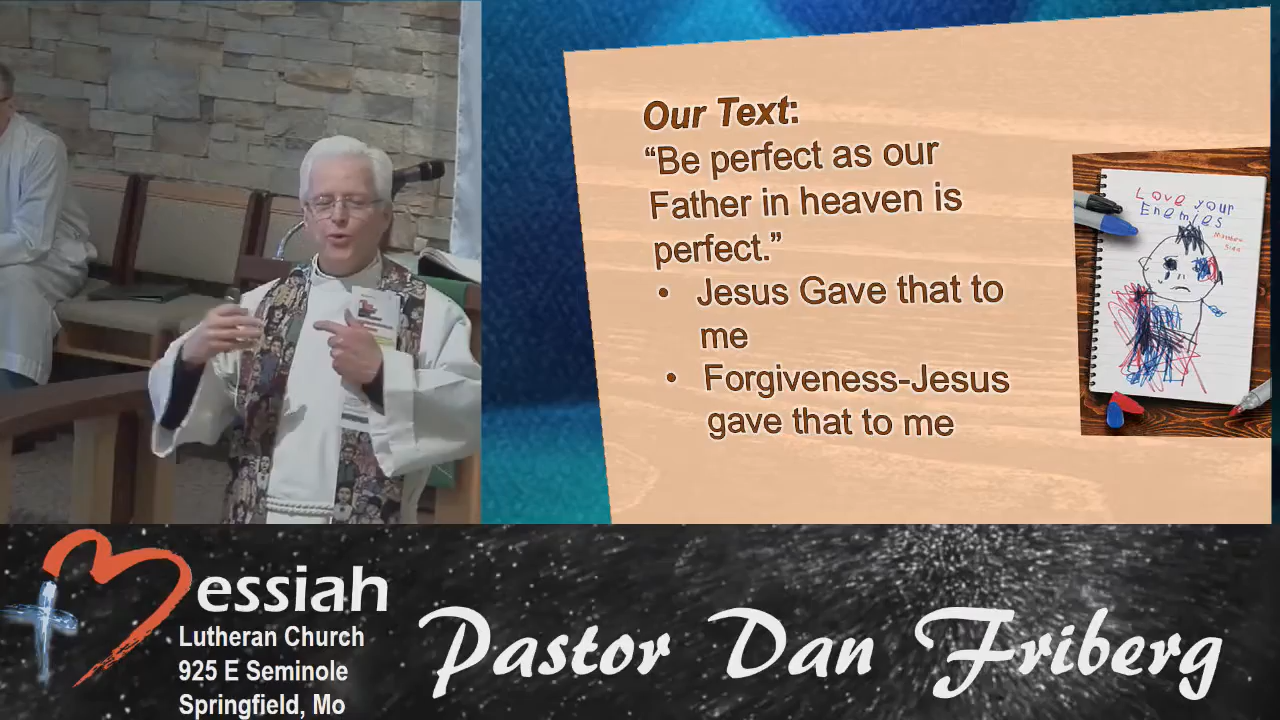 Our Text:
“Be perfect as our
Father in heaven is
perfect.”
• Jesus Gave that to
me
• Forgiveness-Jesus
gave that to me
Love your
Enemies
Messiah
Lutheran Church
925 E Seminole
Springfield, Mo
Pastor Dan Friberg